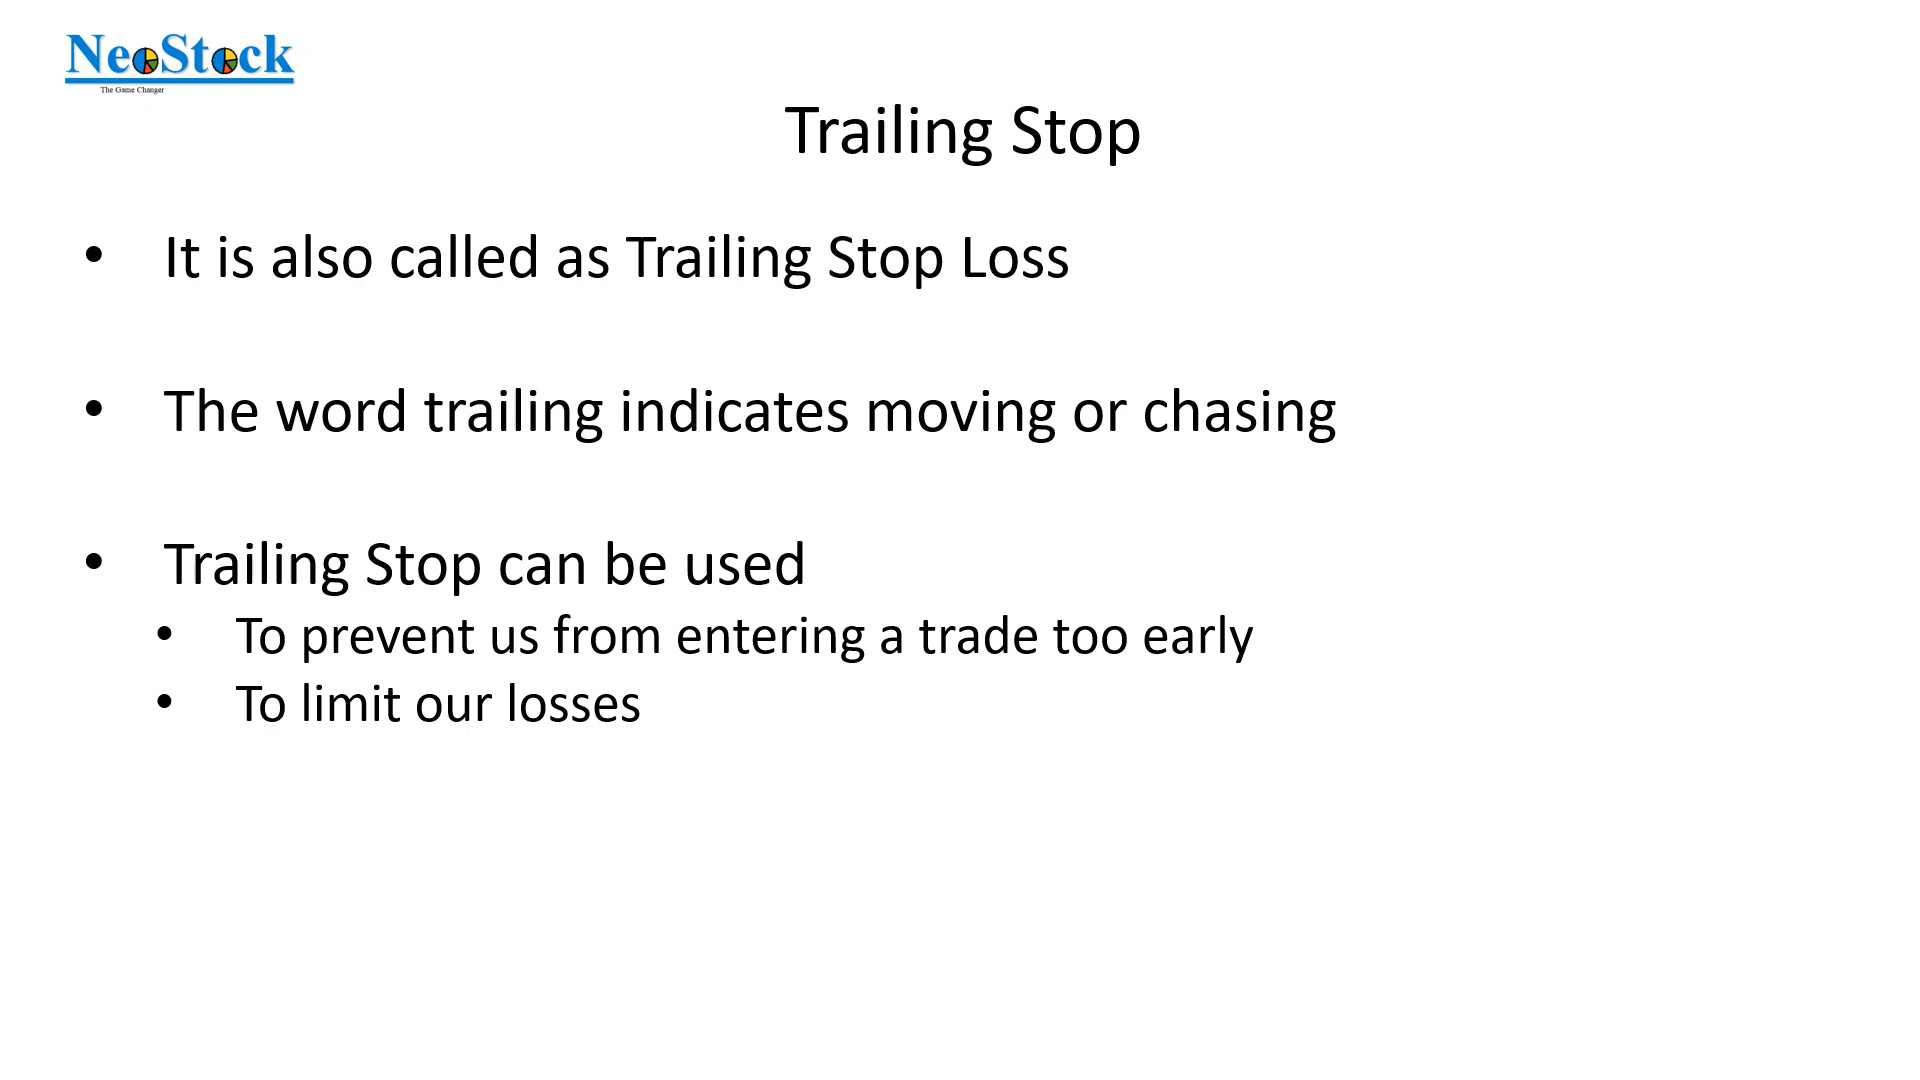 NeoStock
The Game Changer
Trailing Stop
• It is also called as Trailing Stop Loss
• The word trailing indicates moving or chasing
• Trailing Stop can be used
• To prevent us from entering a trade too early
• To limit our losses